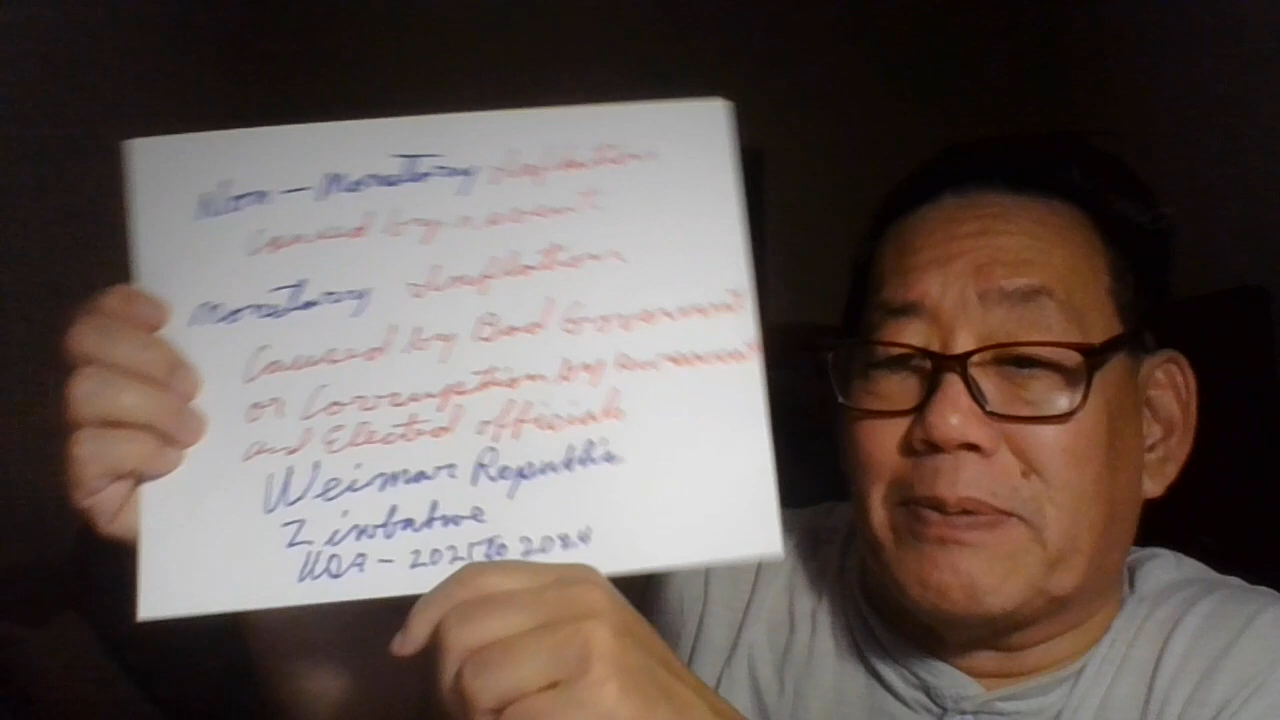 Non-Monetary Inflation
Caused by
Monetary Inflation
Caused by Bad Government
or Corruption by
and Elected officials
Weimar Republic
Zimbabwe
USA - 2021 to 2024